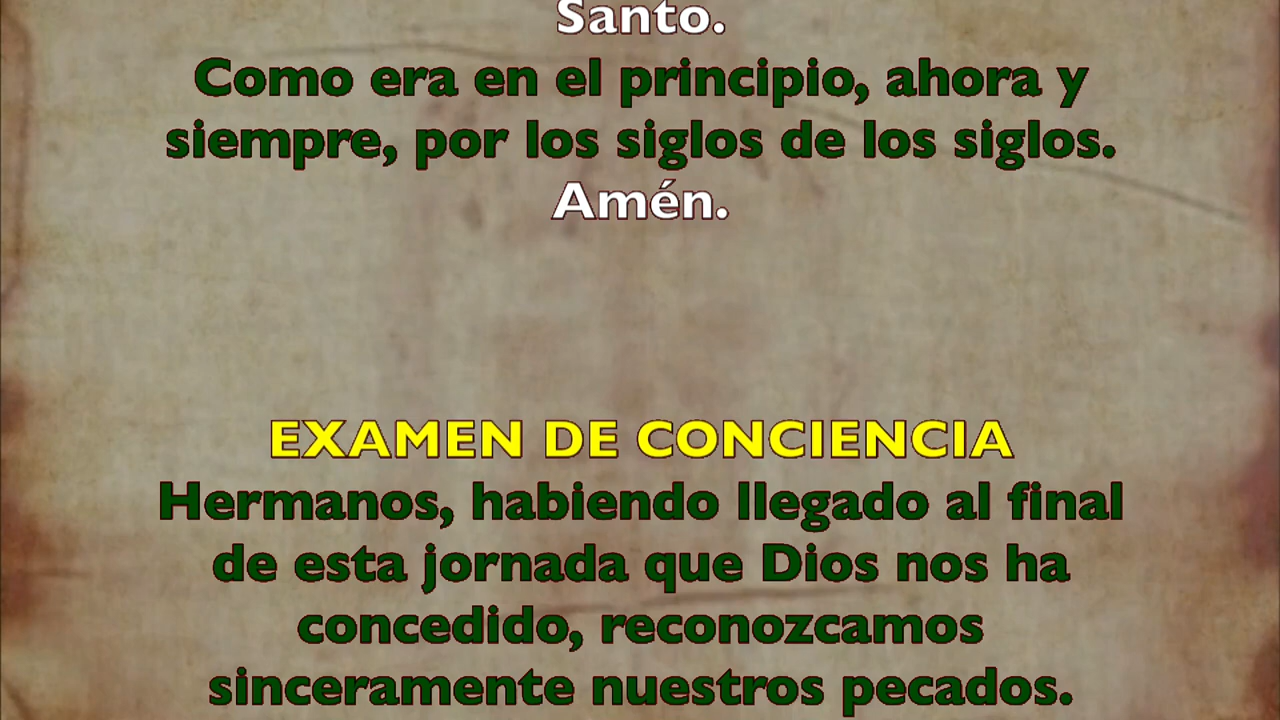 Santo.
Como era en el principio, ahora y
siempre, por los siglos de los siglos.
Amén.
EXAMEN DE CONCIENCIA
Hermanos, habiendo llegado al final
de esta jornada que Dios nos ha
concedido, reconozcamos
sinceramente nuestros pecados.